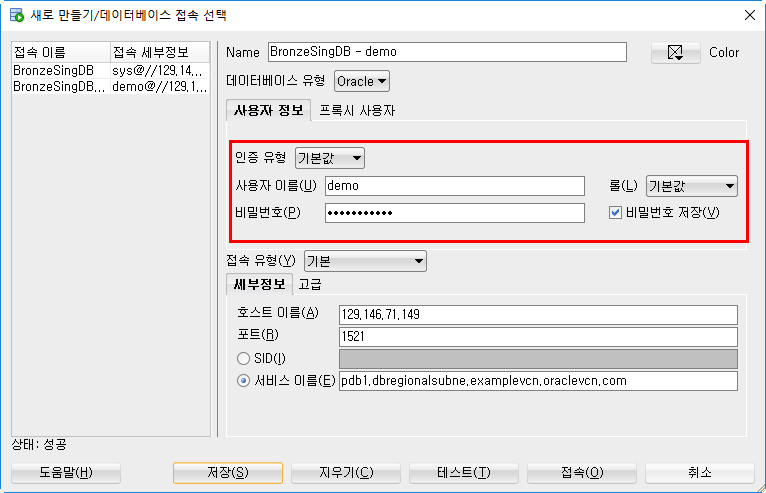 새로 만들기/데이터베이스 접속 선택
접속 이름 접속 세부정보
BronzeSingDB sys@//129,14...
BronzeSingDB... demo@//129,1...
Name BronzeSingDB - demo Color
데이터베이스 유형 Oracle
사용자 정보 프록시 사용자
인증 유형 기본값
사용자 이름(U) demo 롤(L) 기본값
비밀번호(P) ●●●●●●●●●●● 비밀번호 저장(V)
접속 유형(Y) 기본
세부정보 고급
호스트 이름(A) 129,146,71,149
포트(R) 1521
SID(I)
서비스 이름(E) pdb1,dbregionalsubne,examplevcn,oraclevcn,com
상태: 성공
도움말(H) 저장(S) 지우기(C) 테스트(T) 접속(O) 취소